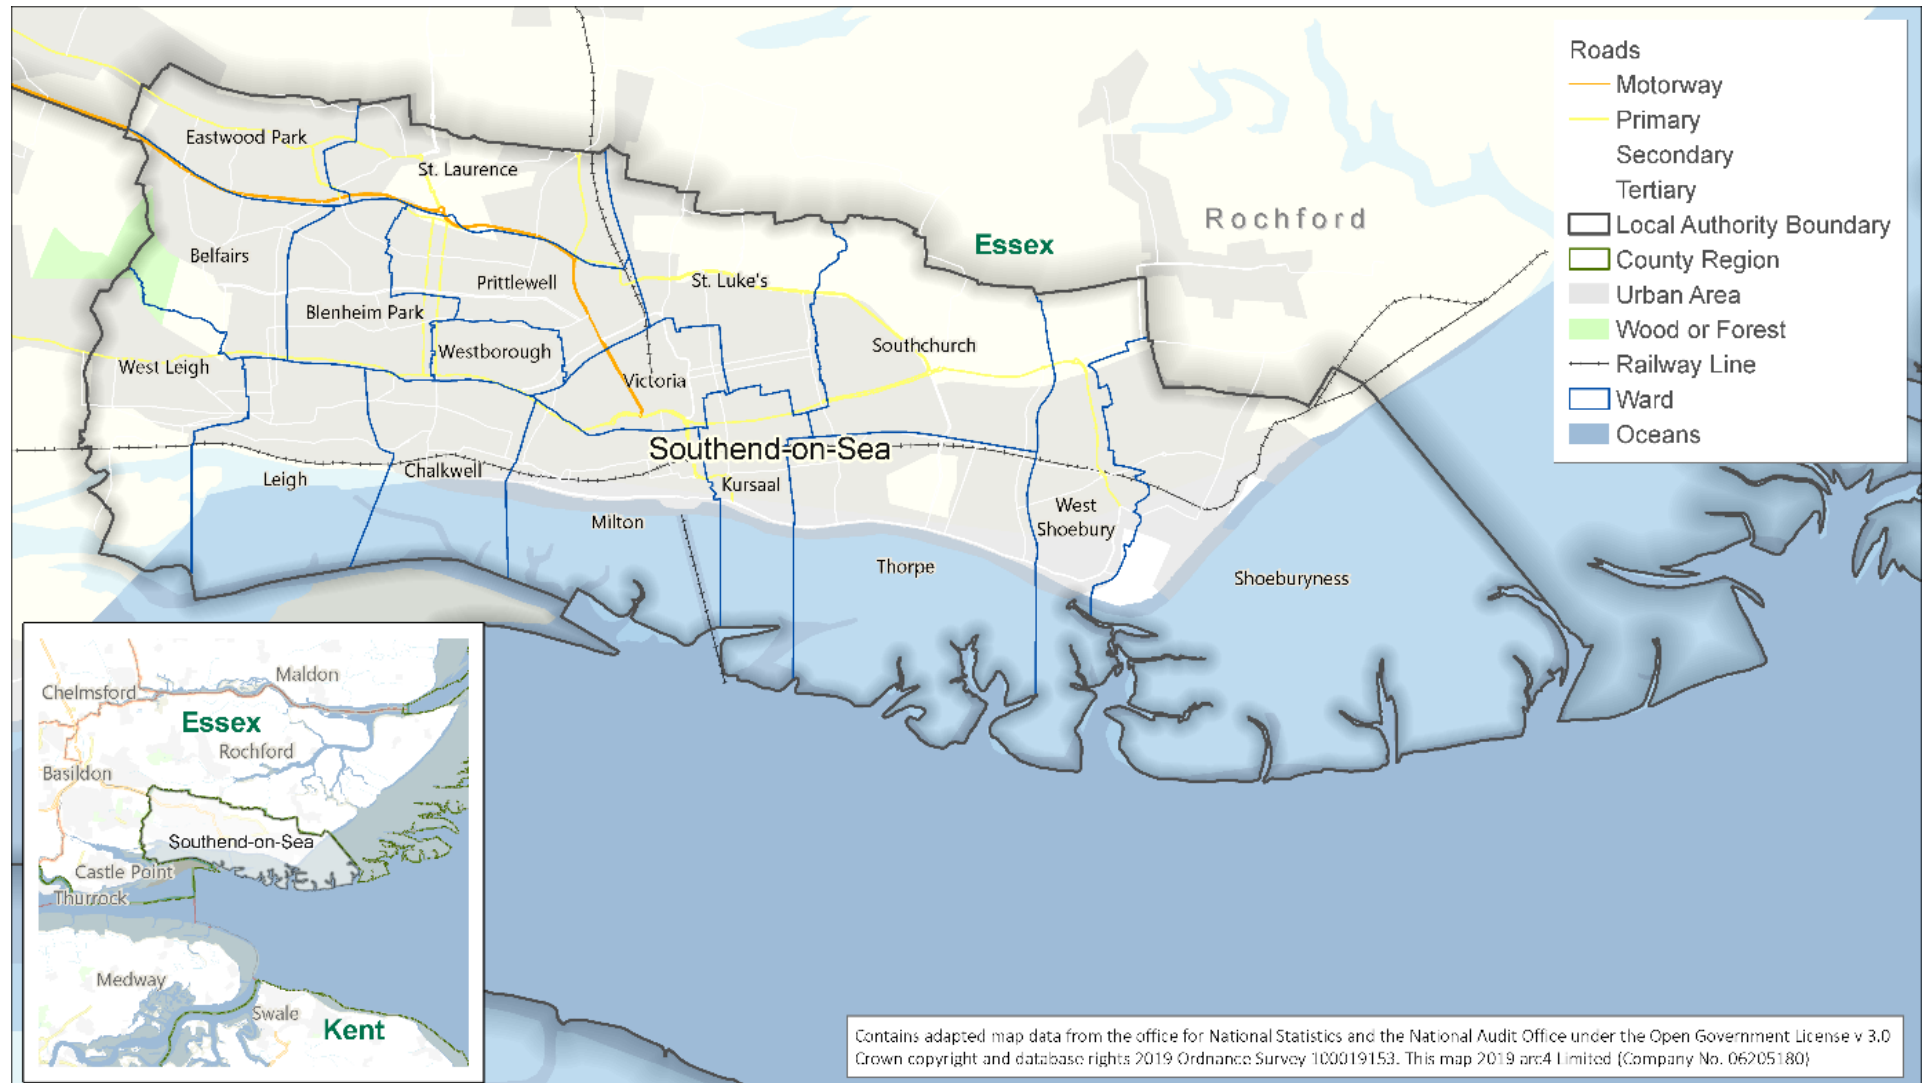 Roads
Motorway
Primary
Secondary
Tertiary
Local Authority Boundary
County Region
Urban Area
Wood or Forest
Railway Line
Ward
Oceans
Eastwood Park
St. Laurence
Rochford
Essex
Belfairs
Prittlewell
St. Luke's
Blenheim Park
Westborough
Southchurch
West Leigh
Victoria
Southend-on-Sea
Leigh
Chalkwell
Kursaal
Milton
West
Shoebury
Thorpe
Shoeburyness
Maldon
Chelmsford
Essex
Rochford
Basildon
Southend-on-Sea
Castle Point
Thurrock
Medway
Swale
Kent
Contains adapted map data from the office for National Statistics and the National Audit Office under the Open Government License v 3.0
Crown copyright and database rights 2019 Ordnance Survey 100019153. This map 2019 arc4 Limited (Company No. 06205180)